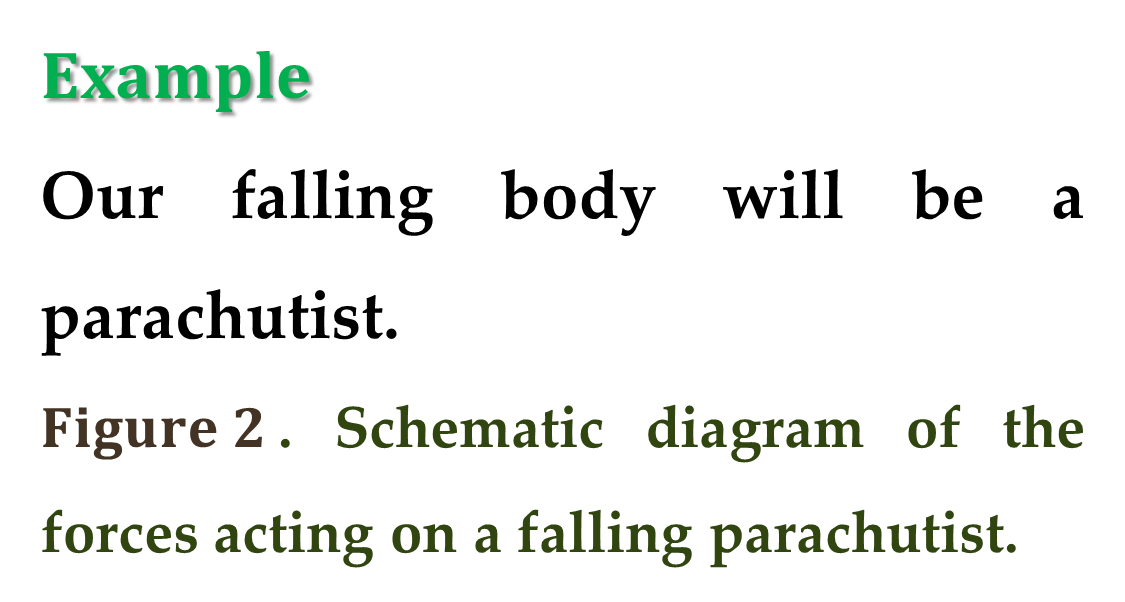 Example
Our falling body will be a
parachutist.
Figure 2 . Schematic diagram of the
forces acting on a falling parachutist.